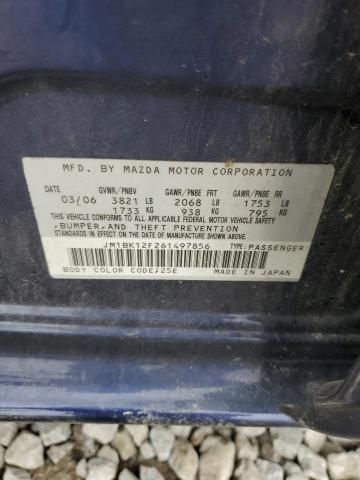 MFD. BY MAZDA MOTOR CORPORATION
GVWR/PNBV GAWR/PNBE FRT GAWR/PNBE RR
03/06 3821 LB 2068 LB 1753 LB
1733 KG 938 KG 795 KG
THIS VEHICLE CONFORMS TO ALL APPLICABLE FEDERAL MOTOR VEHICLE SAFETY,
BUMPER, AND THEFT PREVENTION
STANDARDS IN EFFECT ON THE DATE OF MANUFACTURE SHOWN ABOVE.
JM1BK12F261497856 TYPE: PASSENGER
BODY COLOR CODE: 25E MADE IN JAPAN